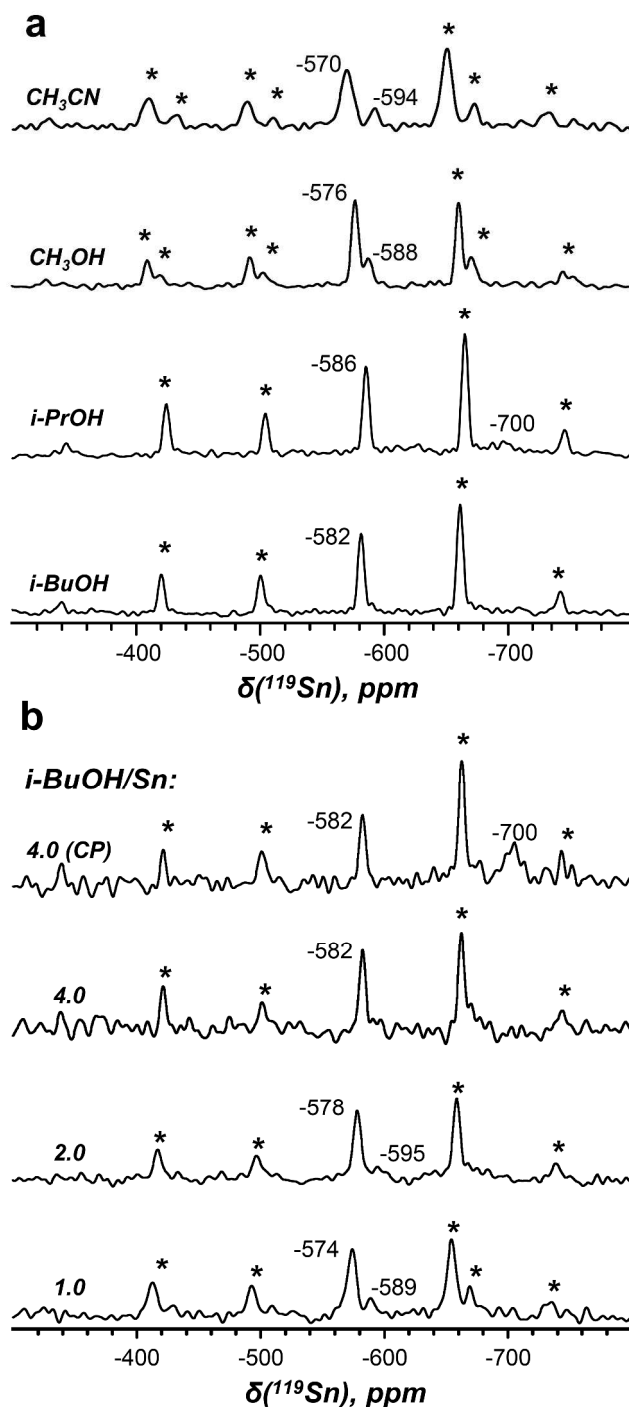 a
*
-570
CH3CN
* * * * -594 * *
-576
*
CH3OH
* * * * -588 * *
*
-586
i-PrOH
* * -700 *
*
-582
i-BuOH
* * *
-400 -500 -600 -700
δ(¹¹⁹Sn), ppm
b
*
i-BuOH/Sn:
4.0 (CP)
* * -582 -700 *
*
-582
4.0
* * *
-578 *
2.0
* * -595 *
-574 *
1.0
* * -589 * *
-400 -500 -600 -700
δ(¹¹⁹Sn), ppm